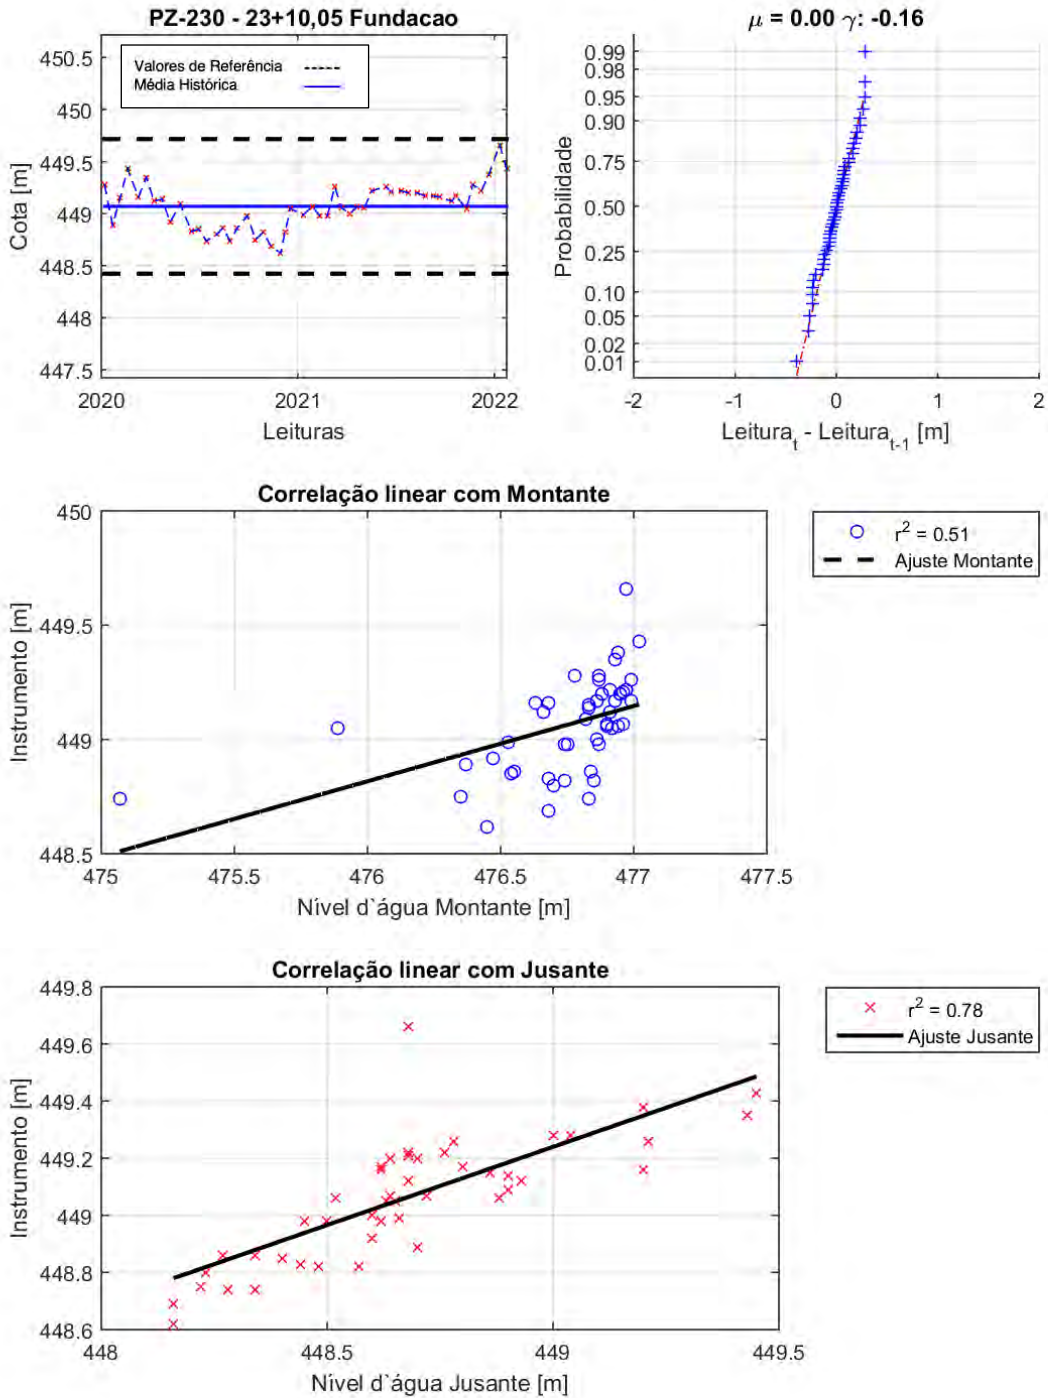 PZ-230 - 23+10,05 Fundacao
450.5
450
449.5
449
448.5
448
447.5
Cota [m]
Valores de Referência
Média Histórica
2020
2021
2022
Leituras
μ = 0.00 γ: -0.16
0.99
0.98
0.95
0.90
0.75
0.50
0.25
0.10
0.05
0.02
0.01
Probabilidade
-2
-1
0
1
2
Leitura_t - Leitura_t-1 [m]
Correlação linear com Montante
450
449.5
449
448.5
Instrumento [m]
r² = 0.51
Ajuste Montante
475
475.5
476
476.5
477
477.5
Nível d`água Montante [m]
Correlação linear com Jusante
449.8
449.6
449.4
449.2
449
448.8
448.6
Instrumento [m]
r² = 0.78
Ajuste Jusante
448
448.5
449
449.5
Nível d`água Jusante [m]